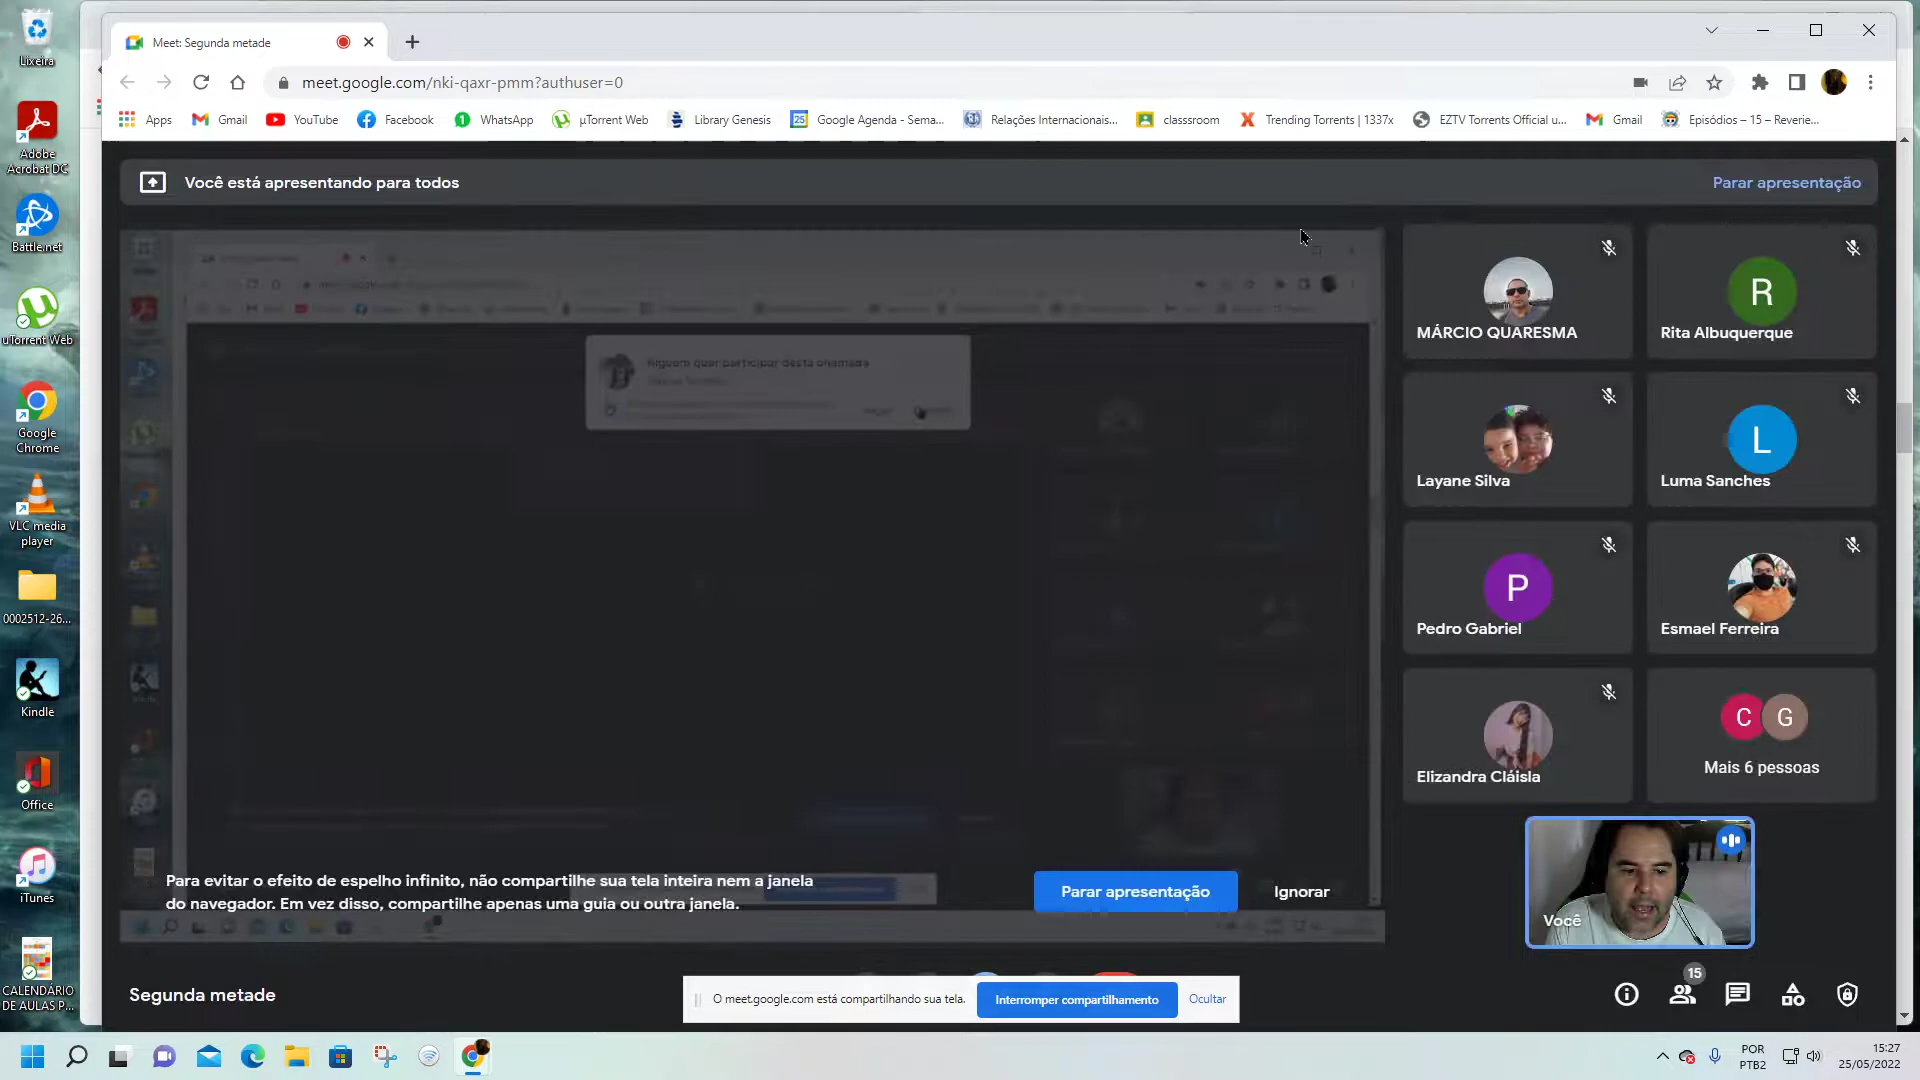 Lixeira
Adobe
Acrobat DC
Battle.net
uTorrent Web
Google
Chrome
VLC media
player
0002512-26...
Kindle
Office
iTunes
CALENDÁRIO
DE AULAS P...
Meet: Segunda metade
meet.google.com/nki-qaxr-pmm?authuser=0
Apps
Gmail
YouTube
Facebook
WhatsApp
µTorrent Web
Library Genesis
Google Agenda - Sema...
Relações Internacionais...
classsroom
Trending Torrents | 1337x
EZTV Torrents Official u...
Gmail
Episódios – 15 – Reverie...
Você está apresentando para todos
Parar apresentação
Alguém quer participar desta chamada
MÁRCIO QUARESMA
R
Rita Albuquerque
Layane Silva
L
Luma Sanches
P
Pedro Gabriel
Esmael Ferreira
Elizandra Cláisla
C
G
Mais 6 pessoas
Você
Para evitar o efeito de espelho infinito, não compartilhe sua tela inteira nem a janela
do navegador. Em vez disso, compartilhe apenas uma guia ou outra janela.
Parar apresentação
Ignorar
Segunda metade
O meet.google.com está compartilhando sua tela.
Interromper compartilhamento
Ocultar
15
POR
PTB2
15:27
25/05/2022